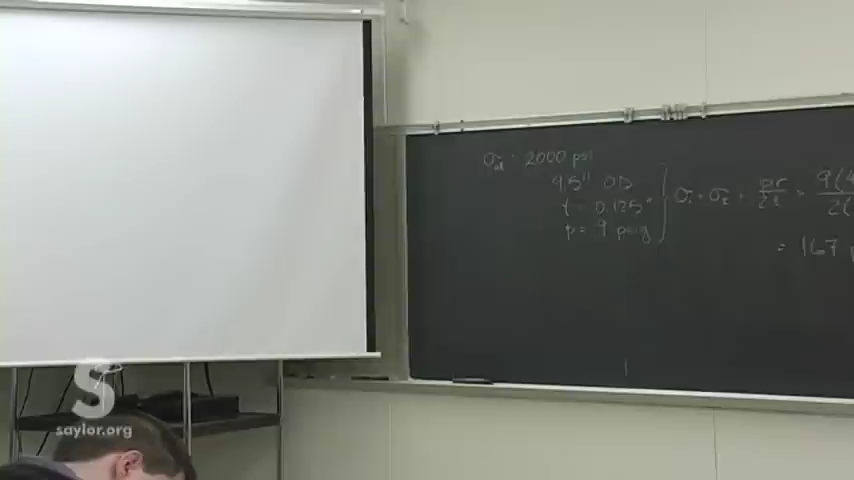 σall = 2000 psi
9.5" OD
t = 0.125"
p = 9 psig
σ1 = σ2 = pr/2t = 9(4
2(
= 167 p
saylor.org